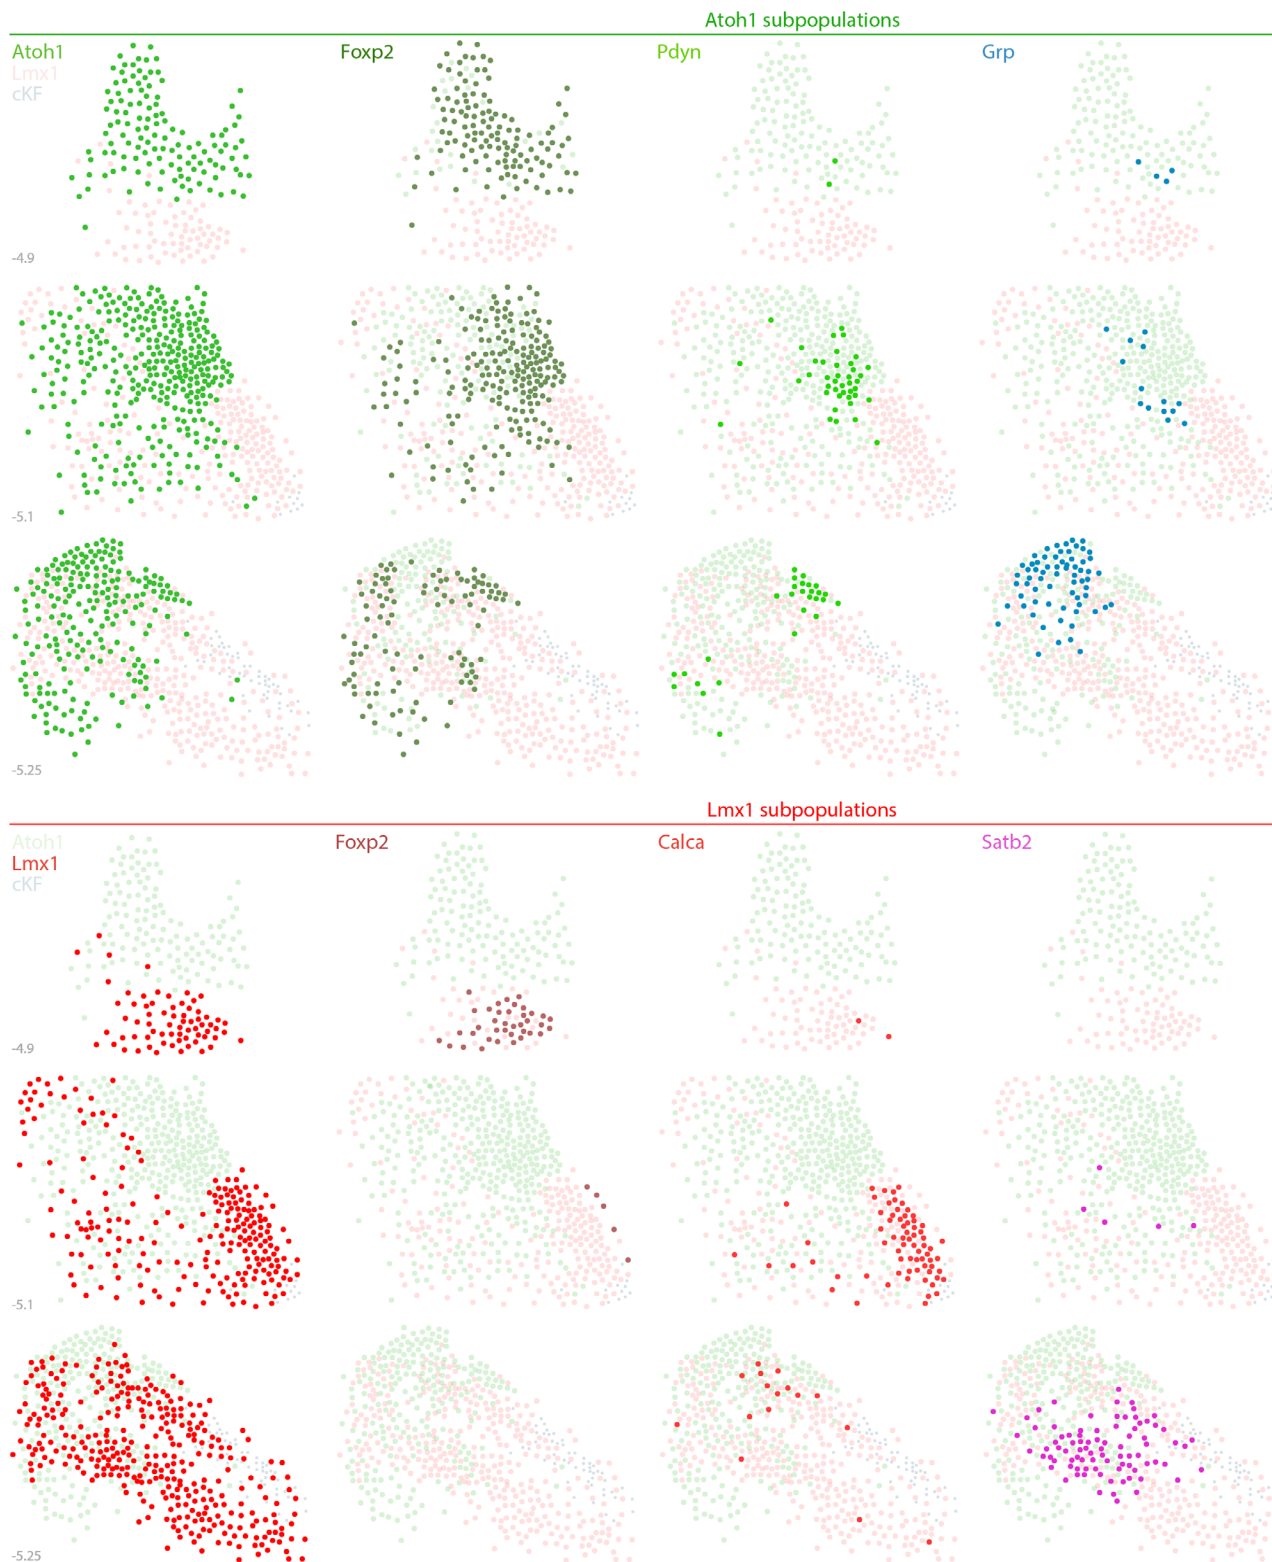 Atoh1 subpopulations
Atoh1 Foxp2 Pdyn Grp
Lmx1
cKF
-4.9
-5.1
-5.25
Lmx1 subpopulations
Atoh1 Foxp2 Calca Satb2
Lmx1
cKF
-4.9
-5.1
-5.25